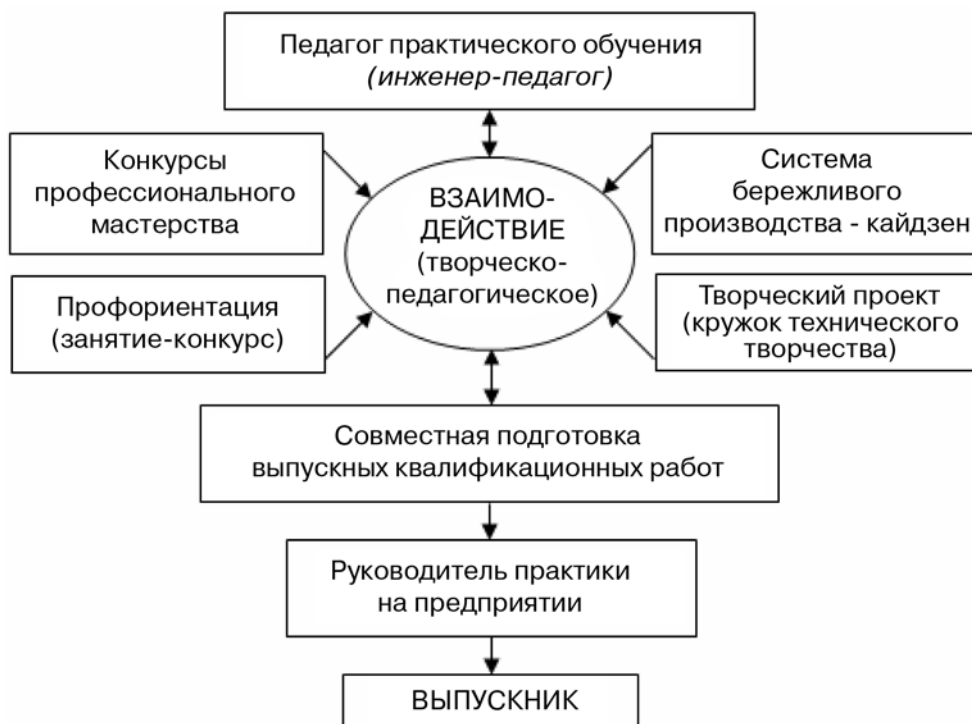 Педагог практического обучения
(инженер-педагог)
Конкурсы
профессионального
мастерства
ВЗАИМО-
ДЕЙСТВИЕ
(творческо-
педагогическое)
Система
бережливого
производства - кайдзен
Профориентация
(занятие-конкурс)
Творческий проект
(кружок технического
творчества)
Совместная подготовка
выпускных квалификационных работ
Руководитель практики
на предприятии
ВЫПУСКНИК